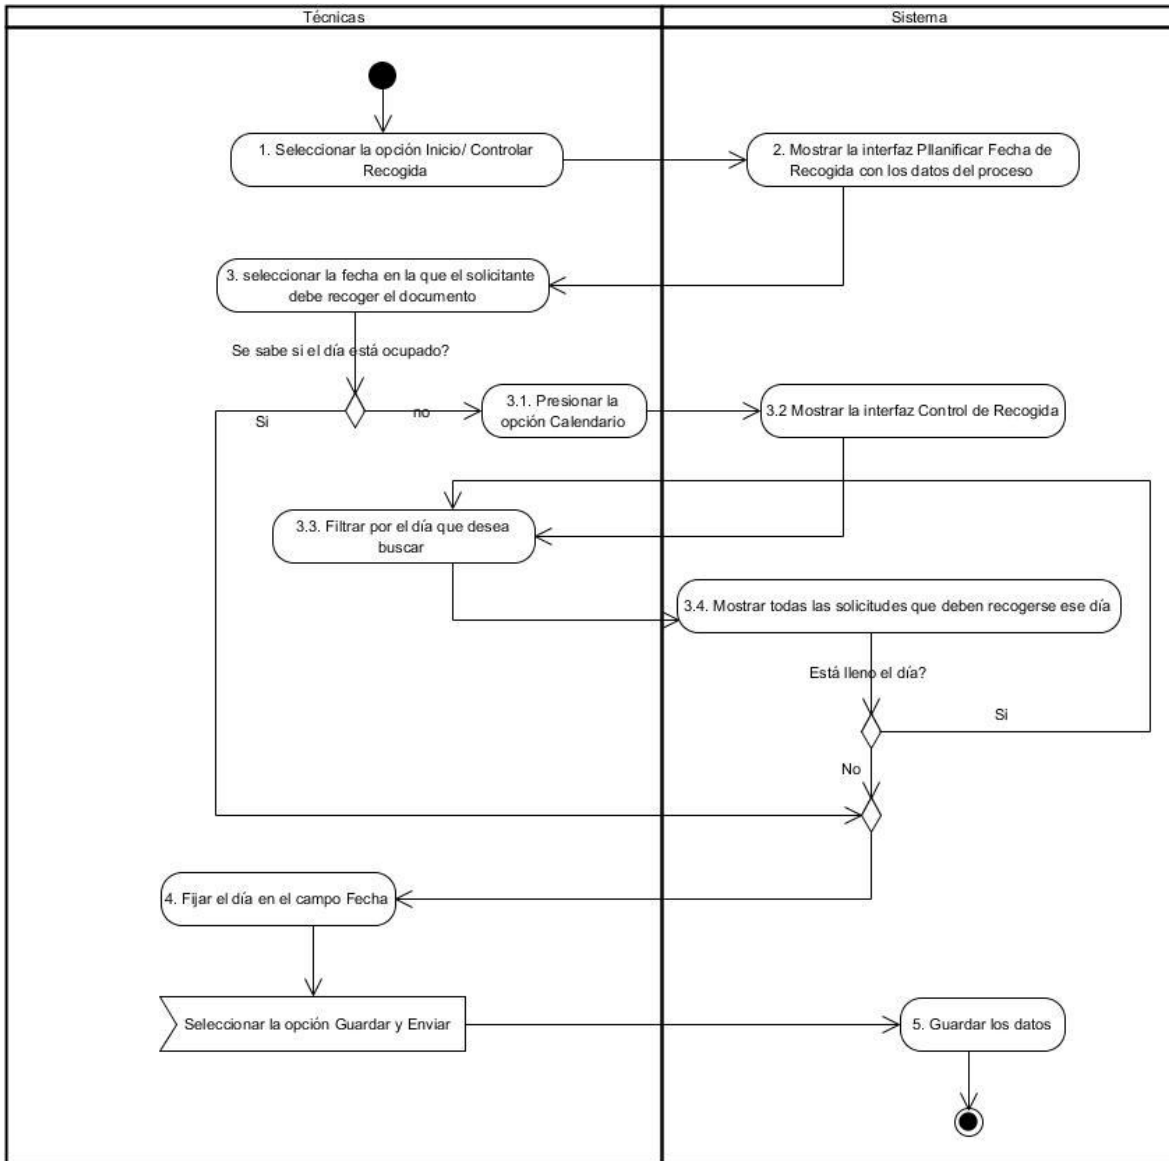 Técnicas
Sistema
1. Seleccionar la opción Inicio/ Controlar
Recogida
2. Mostrar la interfaz Pllanificar Fecha de
Recogida con los datos del proceso
3. seleccionar la fecha en la que el solicitante
debe recoger el documento
Se sabe si el día está ocupado?
Si
no
3.1. Presionar la
opción Calendario
3.2 Mostrar la interfaz Control de Recogida
3.3. Filtrar por el día que desea
buscar
3.4. Mostrar todas las solicitudes que deben recogerse ese día
Está lleno el día?
Si
No
4. Fijar el día en el campo Fecha
Seleccionar la opción Guardar y Enviar
5. Guardar los datos